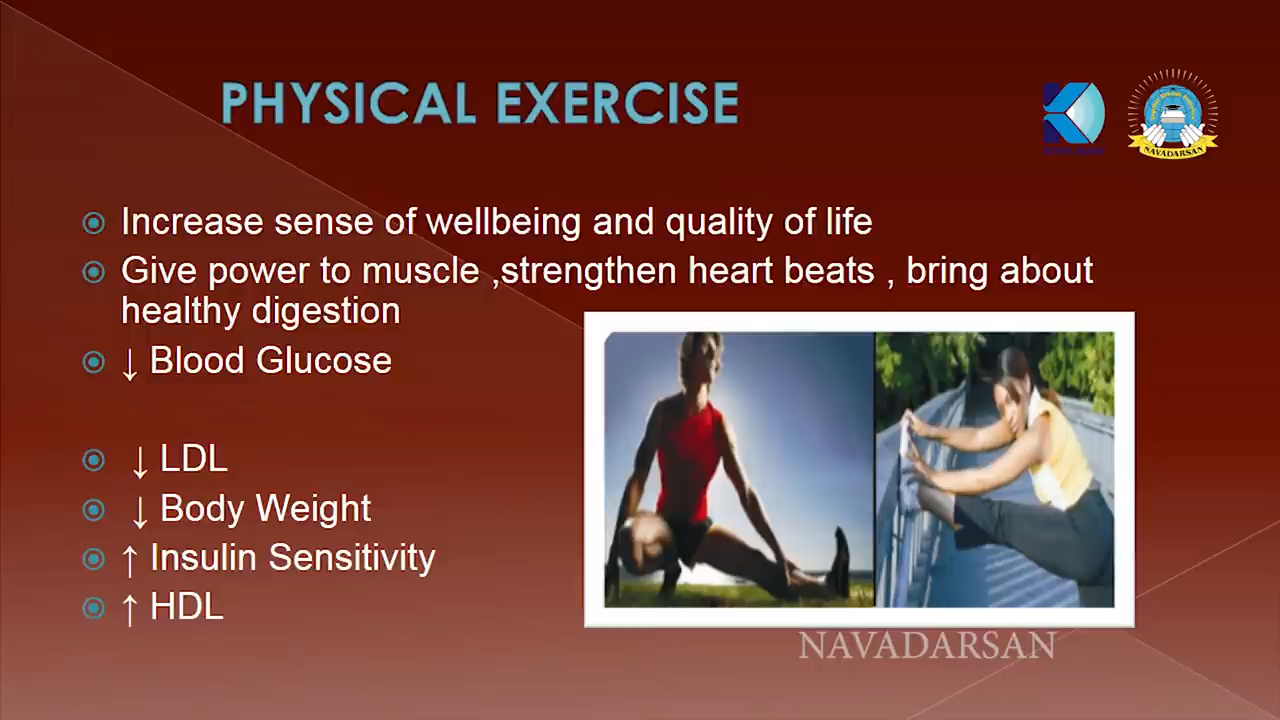 PHYSICAL EXERCISE
NAVADARSAN
Increase sense of wellbeing and quality of life
Give power to muscle ,strengthen heart beats , bring about
healthy digestion
↓ Blood Glucose
↓ LDL
↓ Body Weight
↑ Insulin Sensitivity
↑ HDL
NAVADARSAN